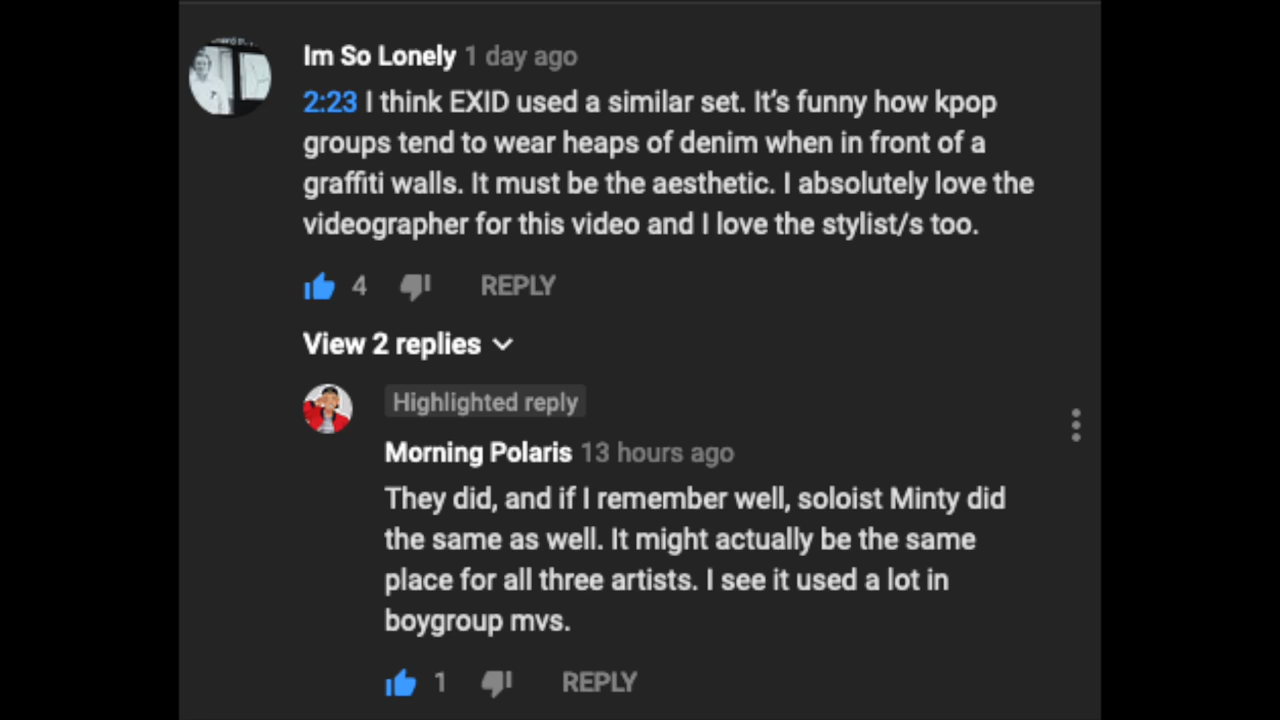 Im So Lonely 1 day ago
2:23 I think EXID used a similar set. It’s funny how kpop
groups tend to wear heaps of denim when in front of a
graffiti walls. It must be the aesthetic. I absolutely love the
videographer for this video and I love the stylist/s too.
4 REPLY
View 2 replies
Highlighted reply
Morning Polaris 13 hours ago
They did, and if I remember well, soloist Minty did
the same as well. It might actually be the same
place for all three artists. I see it used a lot in
boygroup mvs.
1 REPLY